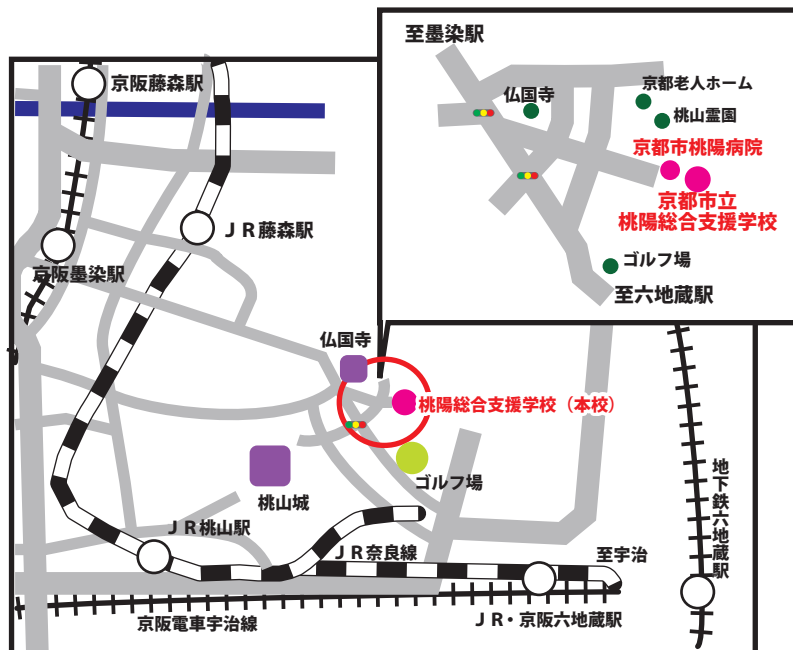 至墨染駅
仏国寺
京都老人ホーム
桃山霊園
京都市桃陽病院
京都市立
桃陽総合支援学校
ゴルフ場
至六地蔵駅
京阪藤森駅
ＪＲ藤森駅
京阪墨染駅
仏国寺
桃陽総合支援学校（本校）
ゴルフ場
桃山城
ＪＲ桃山駅
ＪＲ奈良線
至宇治
地下鉄六地蔵駅
京阪電車宇治線
ＪＲ・京阪六地蔵駅